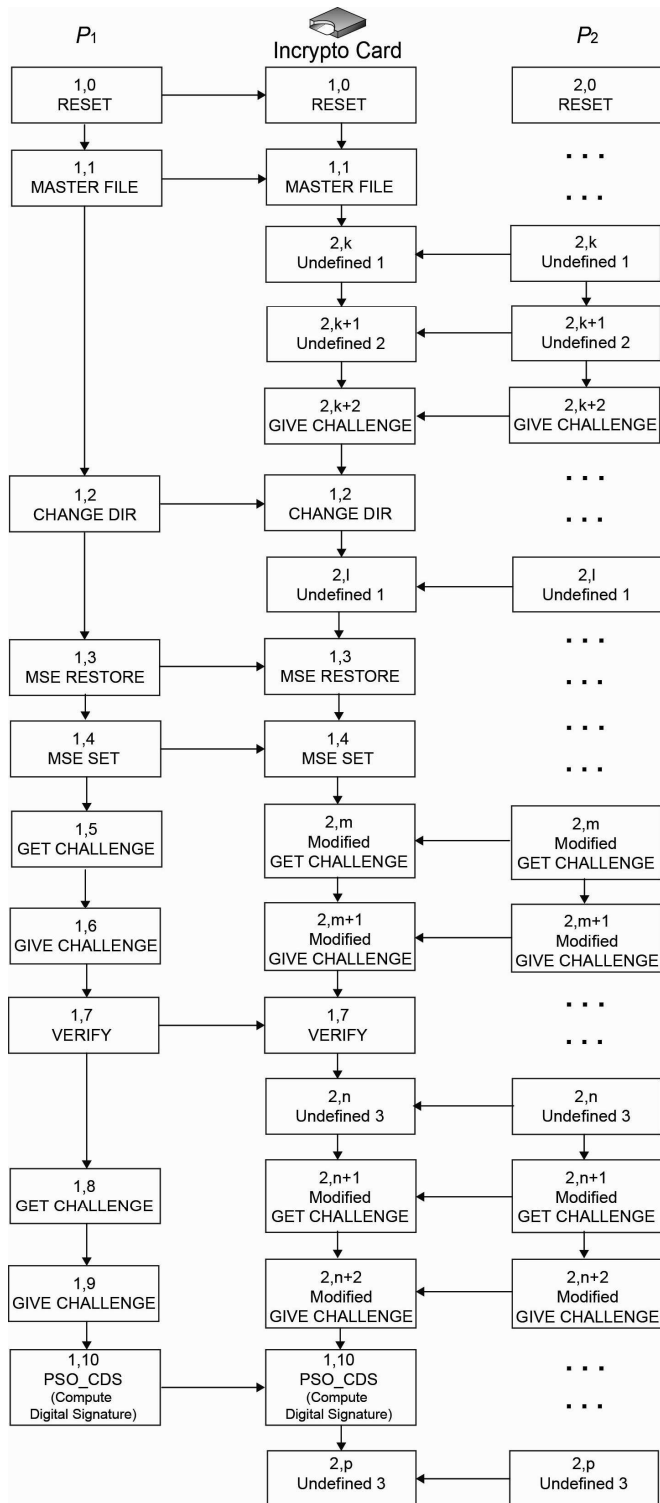 P1
Incrypto Card
P2
1,0
RESET
1,0
RESET
2,0
RESET
1,1
MASTER FILE
1,1
MASTER FILE
. . .
. . .
2,k
Undefined 1
2,k
Undefined 1
2,k+1
Undefined 2
2,k+1
Undefined 2
2,k+2
GIVE CHALLENGE
2,k+2
GIVE CHALLENGE
1,2
CHANGE DIR
1,2
CHANGE DIR
. . .
. . .
2,l
Undefined 1
2,l
Undefined 1
1,3
MSE RESTORE
1,3
MSE RESTORE
. . .
. . .
1,4
MSE SET
1,4
MSE SET
. . .
. . .
1,5
GET CHALLENGE
2,m
Modified
GET CHALLENGE
2,m
Modified
GET CHALLENGE
1,6
GIVE CHALLENGE
2,m+1
Modified
GIVE CHALLENGE
2,m+1
Modified
GIVE CHALLENGE
1,7
VERIFY
1,7
VERIFY
. . .
. . .
2,n
Undefined 3
2,n
Undefined 3
1,8
GET CHALLENGE
2,n+1
Modified
GET CHALLENGE
2,n+1
Modified
GET CHALLENGE
1,9
GIVE CHALLENGE
2,n+2
Modified
GIVE CHALLENGE
2,n+2
Modified
GIVE CHALLENGE
1,10
PSO_CDS
(Compute
Digital Signature)
1,10
PSO_CDS
(Compute
Digital Signature)
. . .
. . .
2,p
Undefined 3
2,p
Undefined 3